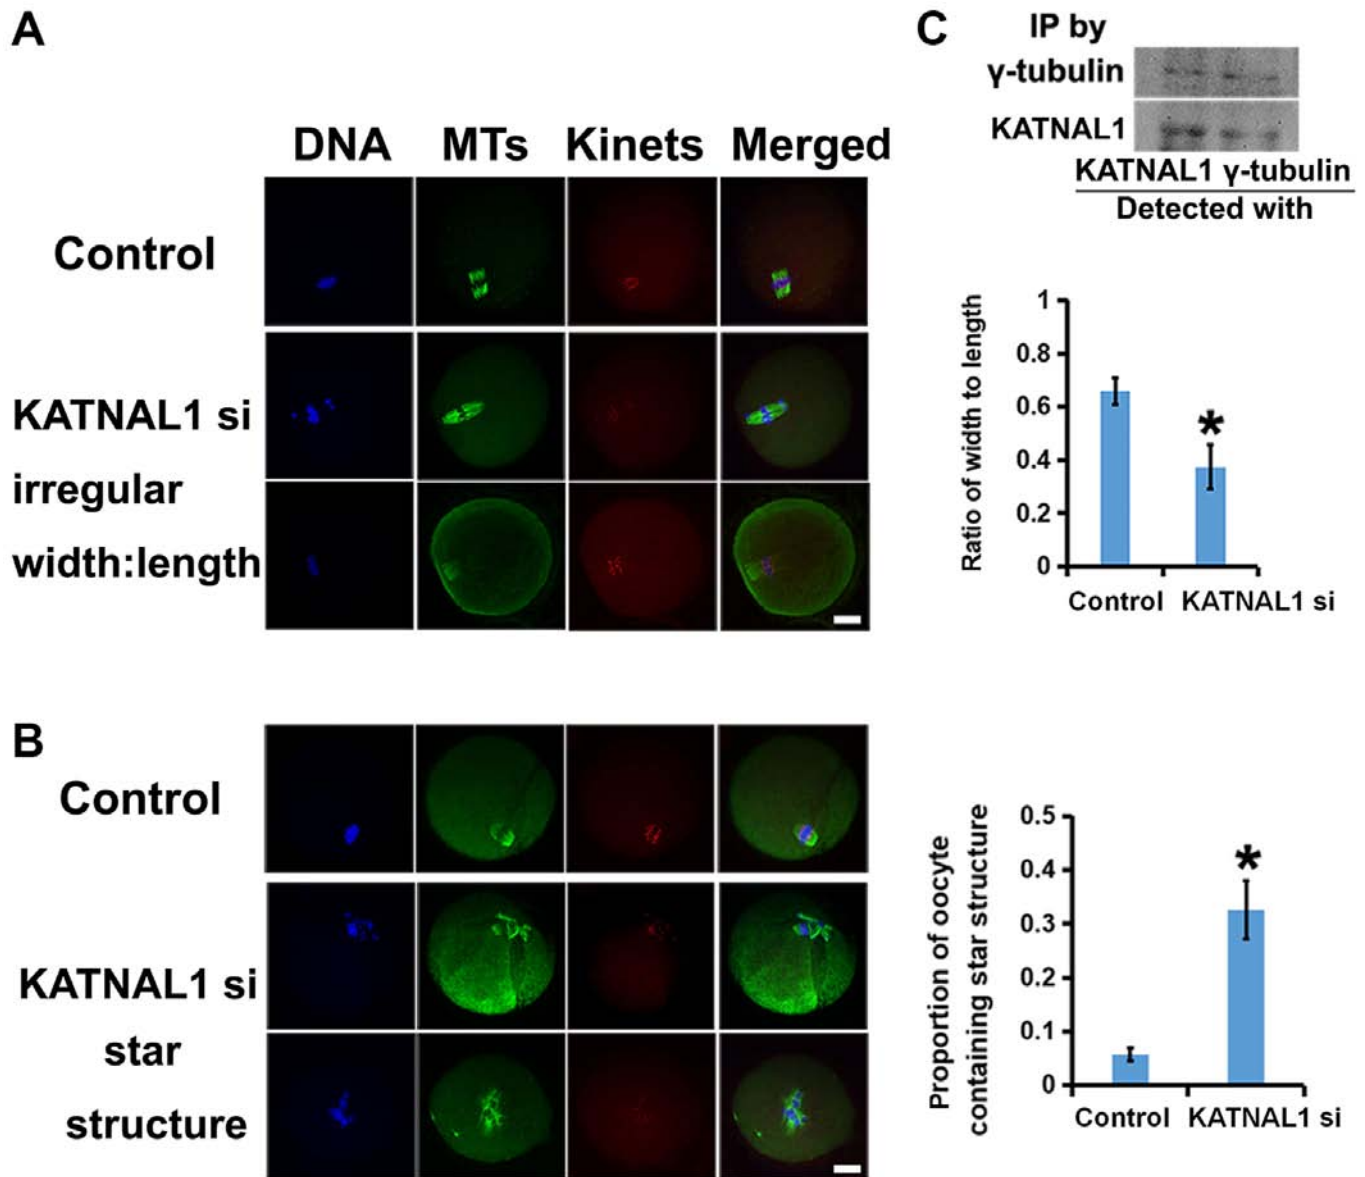 A
DNA MTs Kinets Merged
Control
KATNAL1 si
irregular
width:length
B
Control
KATNAL1 si
star
structure
C
IP by
γ-tubulin
KATNAL1
KATNAL1 γ-tubulin
Detected with
Ratio of width to length
1
0.8
0.6
*
0.4
0.2
0
Control KATNAL1 si
Proportion of oocyte
containing star structure
0.5
0.4
*
0.3
0.2
0.1
0
Control KATNAL1 si